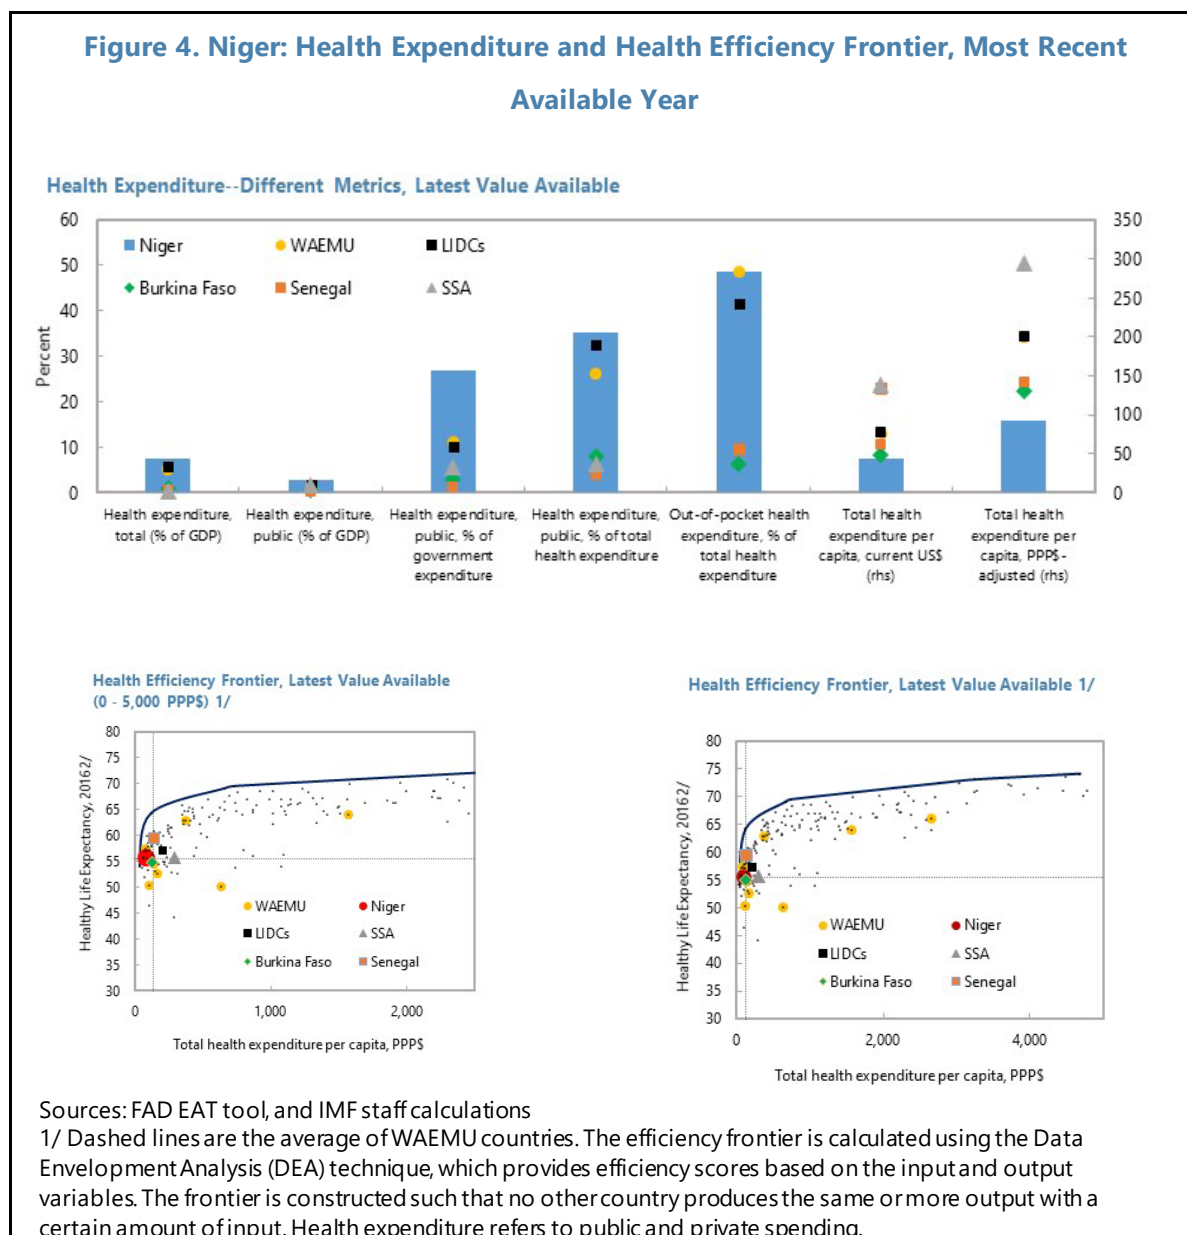 Figure 4. Niger: Health Expenditure and Health Efficiency Frontier, Most Recent
Available Year
Health Expenditure--Different Metrics, Latest Value Available
60
50
40
30
20
10
0
Percent
350
300
250
200
150
100
50
0
Niger
WAEMU
LIDCs
Burkina Faso
Senegal
SSA
Health expenditure,
total (% of GDP)
Health expenditure,
public (% of GDP)
Health expenditure,
public, % of
government
expenditure
Health expenditure,
public, % of total
health expenditure
Out-of-pocket health
expenditure, % of
total health
expenditure
Total health
expenditure per
capita, current US$
(rhs)
Total health
expenditure per
capita, PPP$-
adjusted (rhs)
Health Efficiency Frontier, Latest Value Available
(0 - 5,000 PPP$) 1/
Healthy Life Expectancy, 2016 2/
80
75
70
65
60
55
50
45
40
35
30
WAEMU
Niger
LIDCs
SSA
Burkina Faso
Senegal
0
1,000
2,000
Total health expenditure per capita, PPP$
Health Efficiency Frontier, Latest Value Available 1/
Healthy Life Expectancy, 2016 2/
80
75
70
65
60
55
50
45
40
35
30
WAEMU
Niger
LIDCs
SSA
Burkina Faso
Senegal
0
2,000
4,000
Total health expenditure per capita, PPP$
Sources: FAD EAT tool, and IMF staff calculations
1/ Dashed lines are the average of WAEMU countries. The efficiency frontier is calculated using the Data
Envelopment Analysis (DEA) technique, which provides efficiency scores based on the input and output
variables. The frontier is constructed such that no other country produces the same or more output with a
certain amount of input. Health expenditure refers to public and private spending.